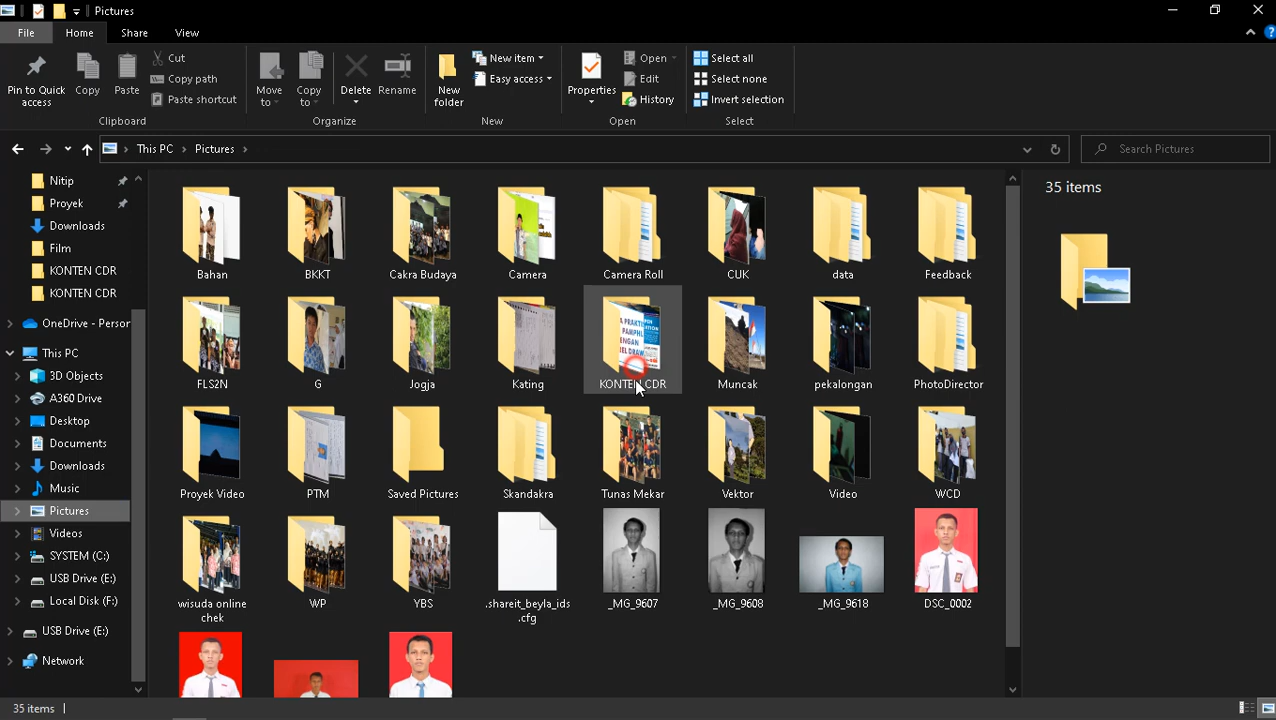 Pictures
File Home Share View
Pin to Quick access
Copy
Paste
Cut
Copy path
Paste shortcut
Clipboard
Move to
Copy to
Delete
Rename
Organize
New folder
New item
Easy access
New
Properties
Open
Edit
History
Open
Select all
Select none
Invert selection
Select
This PC > Pictures >
Search Pictures
Nitip
Proyek
Downloads
Film
KONTEN CDR
KONTEN CDR
OneDrive - Person
This PC
3D Objects
A360 Drive
Desktop
Documents
Downloads
Music
Pictures
Videos
SYSTEM (C:)
USB Drive (E:)
Local Disk (F:)
USB Drive (E:)
Network
Bahan BKKT Cakra Budaya Camera Camera Roll CUK data Feedback
FLS2N G Jogja Kating KONTEN CDR Muncak pekalongan PhotoDirector
Proyek Video PTM Saved Pictures Skandakra Tunas Mekar Vektor Video WCD
wisuda online chek
WP
YBS
.shareit_beyla_ids
.cfg
_MG_9607 _MG_9608 _MG_9618 DSC_0002
35 items
35 items